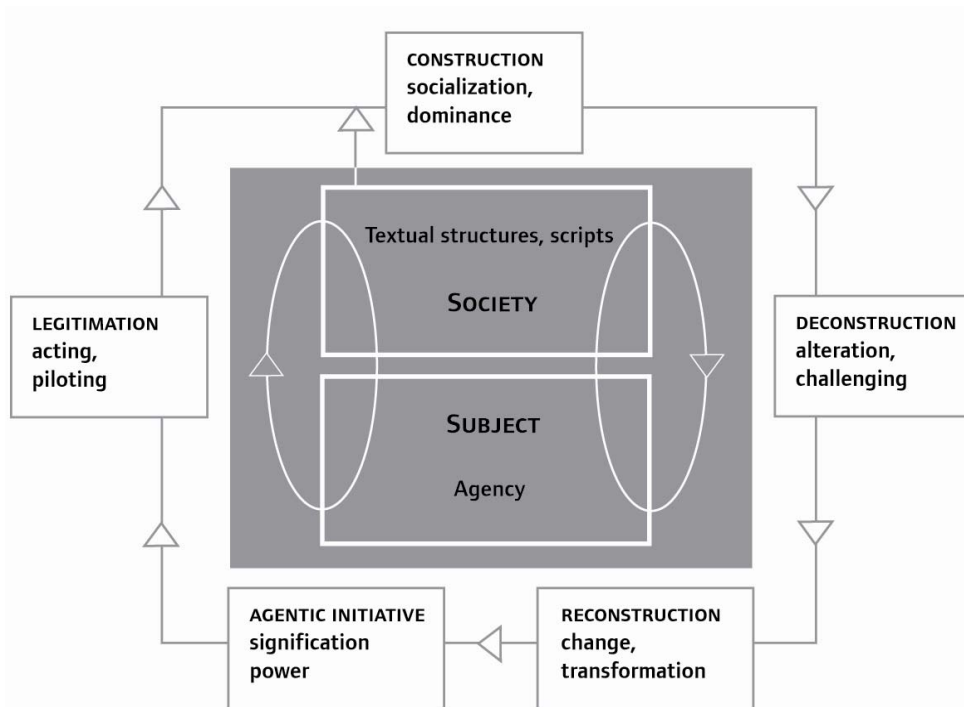 CONSTRUCTION
socialization,
dominance
Textual structures, scripts
SOCIETY
LEGITIMATION
acting,
piloting
DECONSTRUCTION
alteration,
challenging
SUBJECT
Agency
AGENTIC INITIATIVE
signification
power
RECONSTRUCTION
change,
transformation